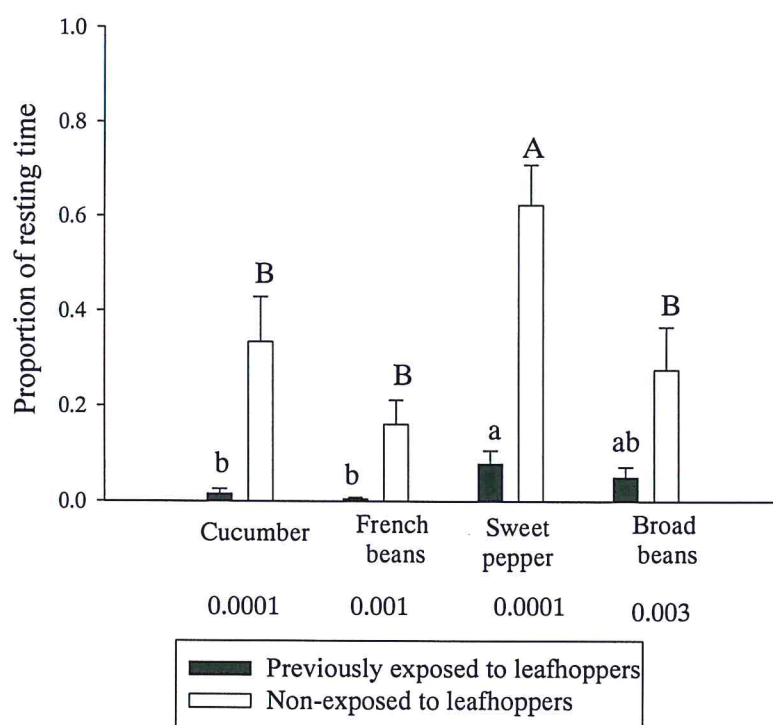 1.0
0.8
0.6
0.4
0.2
0.0
Proportion of resting time
b
B
b
B
a
A
ab
B
Cucumber
French
beans
Sweet
pepper
Broad
beans
0.0001
0.001
0.0001
0.003
Previously exposed to leafhoppers
Non-exposed to leafhoppers